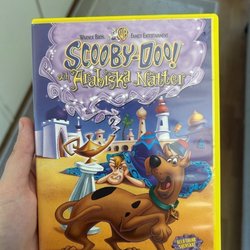 WARNER BROS. FAMILY ENTERTAINMENT
SCOOBY-DOO!
och Arabiska Nätter